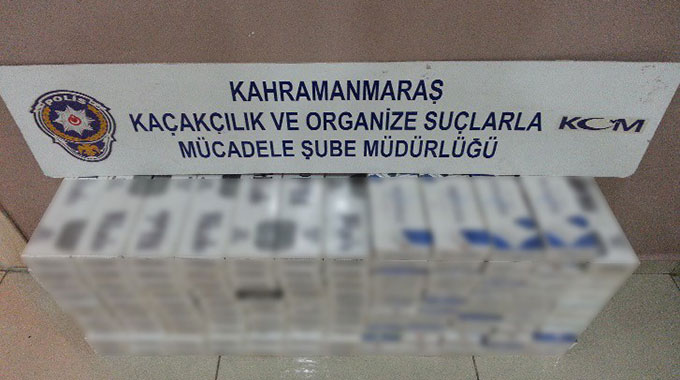 POLİS
KAHRAMANMARAŞ
KAÇAKÇILIK VE ORGANİZE SUÇLARLA
KOM
MÜCADELE ŞUBE MÜDÜRLÜĞÜ